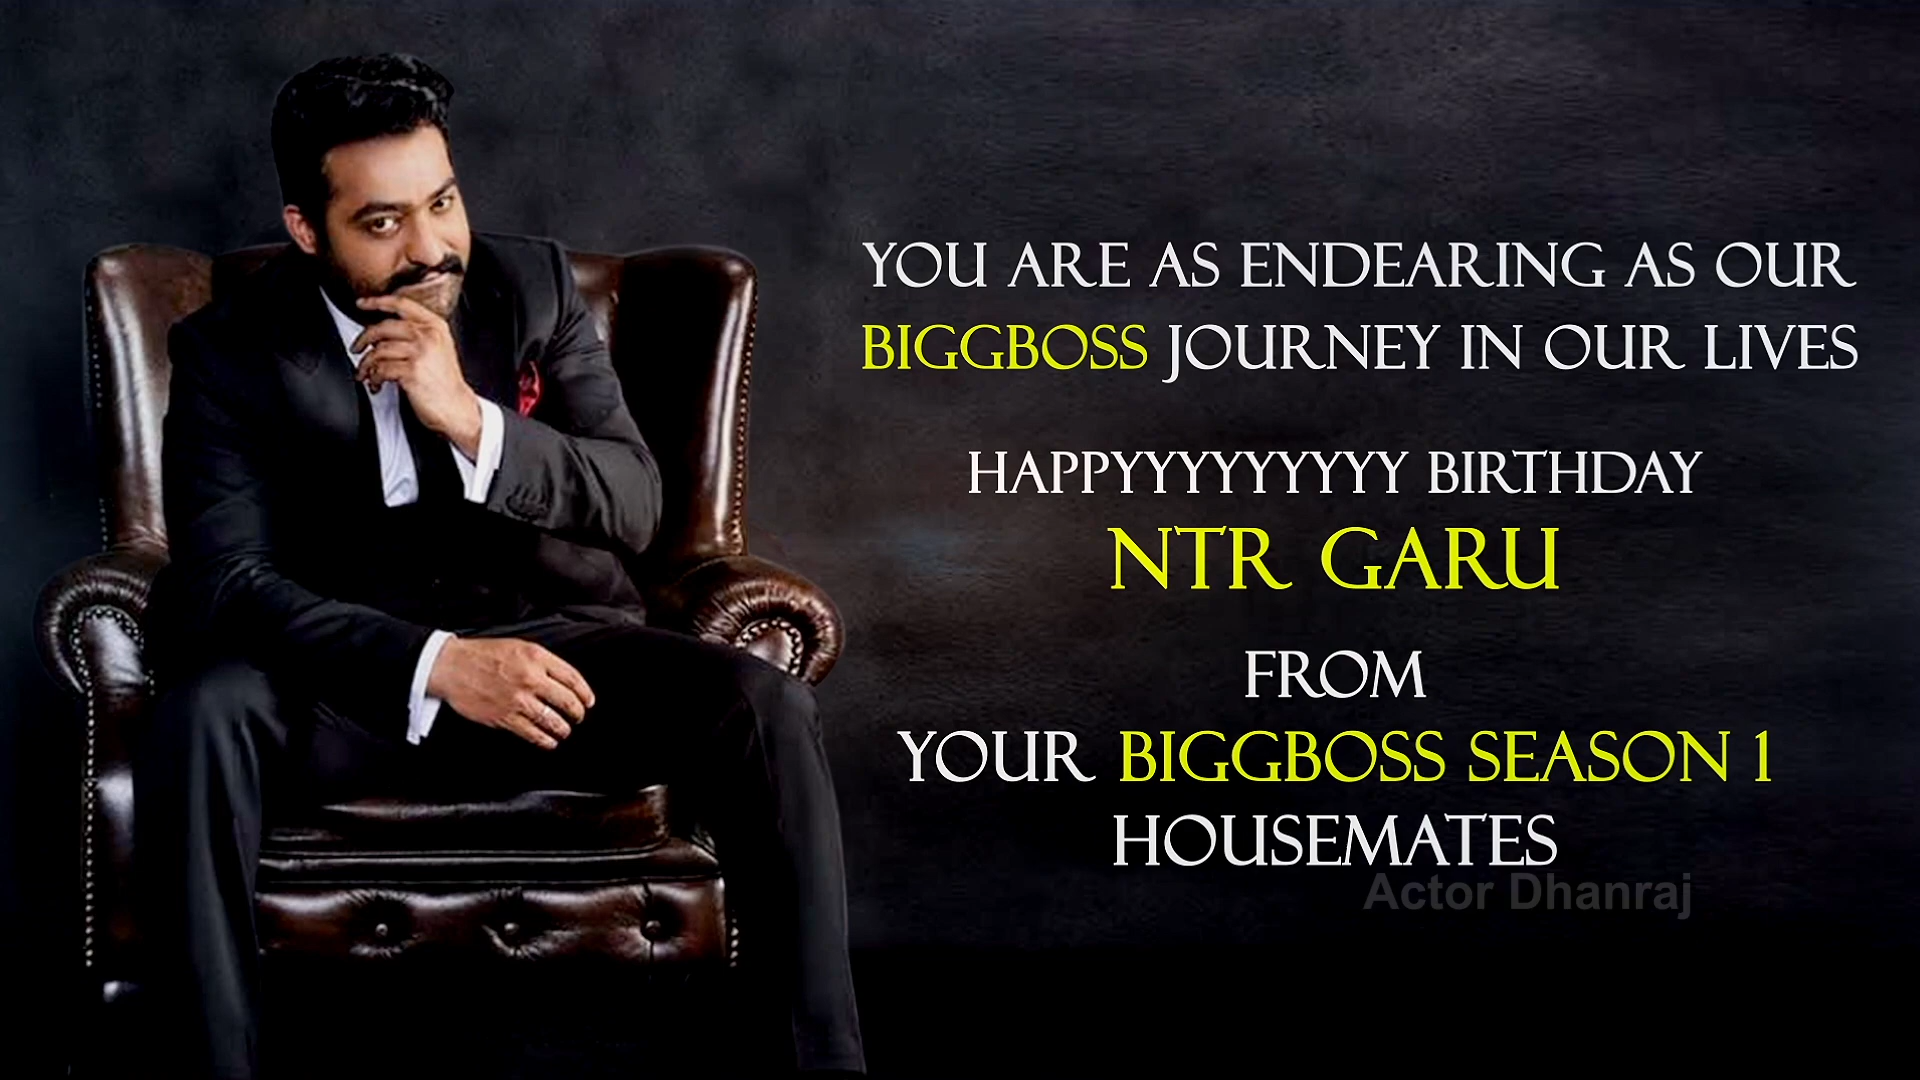 YOU ARE AS ENDEARING AS OUR
BIGGBOSS JOURNEY IN OUR LIVES
HAPPYYYYYYYYYY BIRTHDAY
NTR GARU
FROM
YOUR BIGGBOSS SEASON 1
HOUSEMATES
Actor Dhanraj